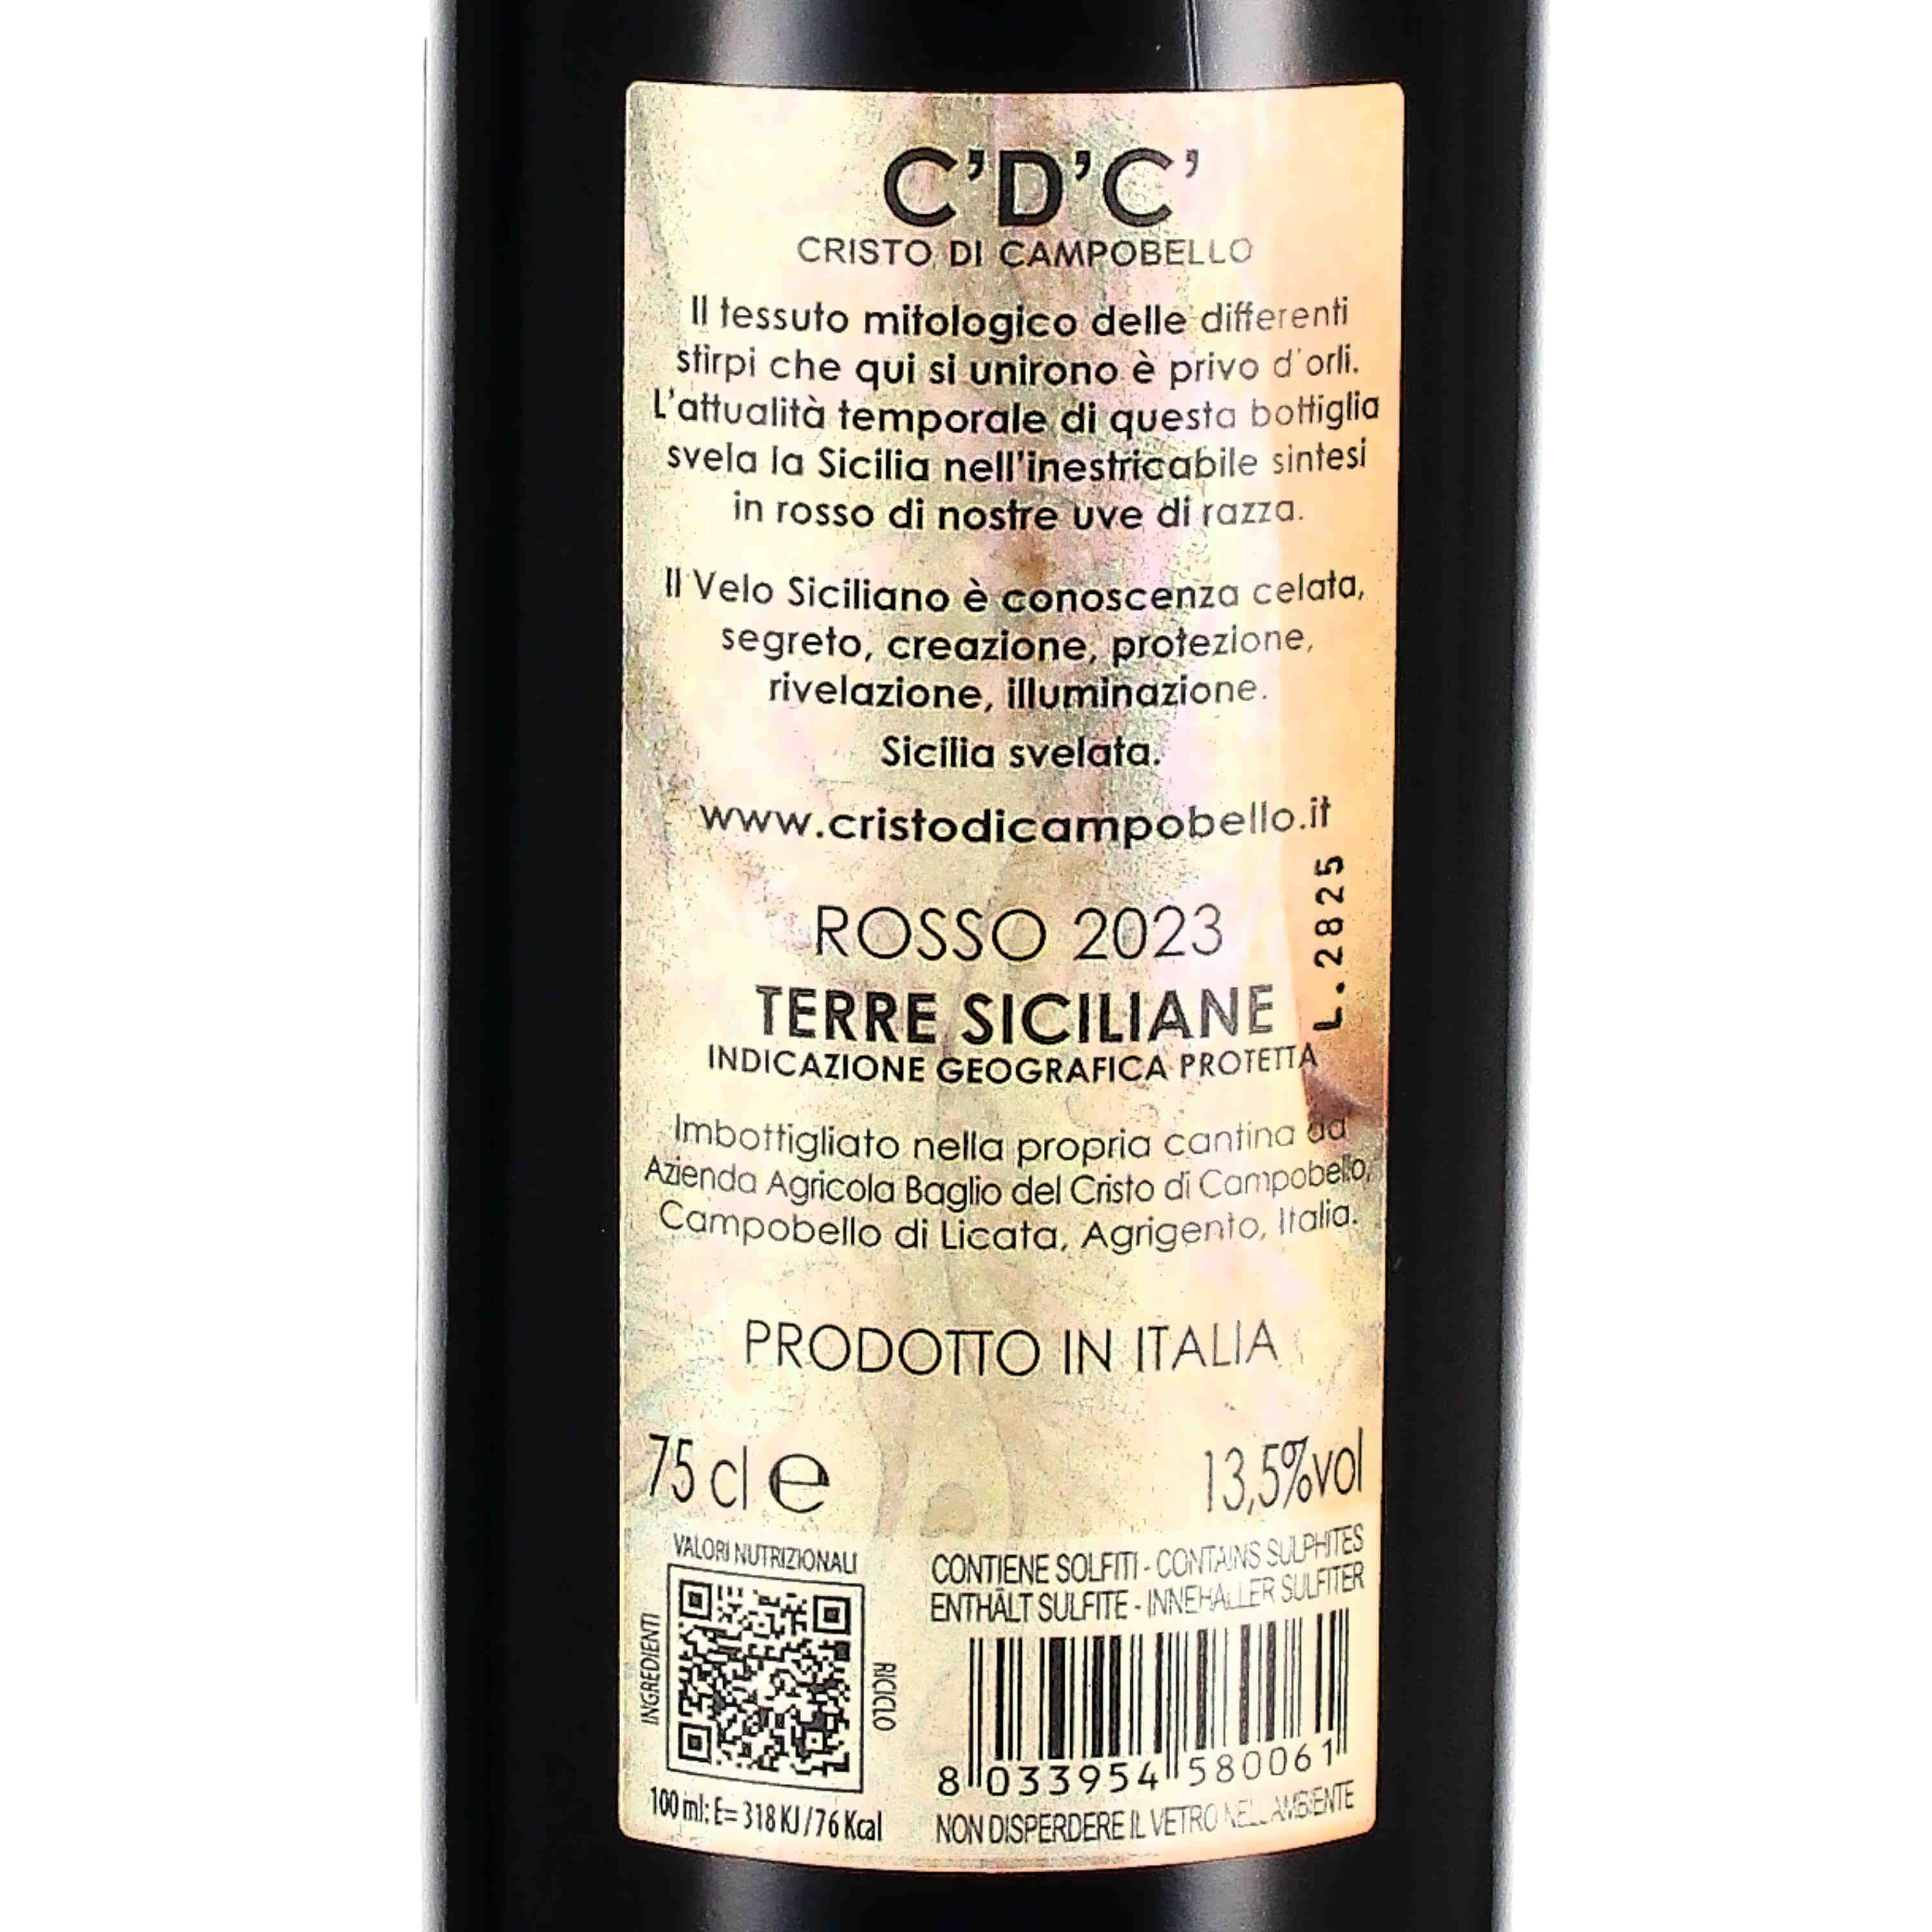 C'D'C'
CRISTO DI CAMPOBELLO
Il tessuto mitologico delle differenti
stirpi che qui si unirono è privo d'orli.
L'attualità temporale di questa bottiglia
svela la Sicilia nell'inestricabile sintesi
in rosso di nostre uve di razza.
Il Velo Siciliano è conoscenza celata,
segreto, creazione, protezione,
rivelazione, illuminazione.
Sicilia svelata.
www.cristodicampobello.it
L.2825
ROSSO 2023
TERRE SICILIANE
INDICAZIONE GEOGRAFICA PROTETTA
Imbottigliato nella propria cantina ad
Azienda Agricola Baglio del Cristo di Campobello,
Campobello di Licata, Agrigento, Italia.
PRODOTTO IN ITALIA
75 cl e
13,5%vol
VALORI NUTRIZIONALI
INGREDIENTI
RICICLO
100 ml: E= 318 KJ / 76 Kcal
CONTIENE SOLFITI - CONTAINS SULPHITES
ENTHÄLT SULFITE - INNEHALLER SULFITER
8 033954 580061
NON DISPERDERE IL VETRO NELL'AMBIENTE